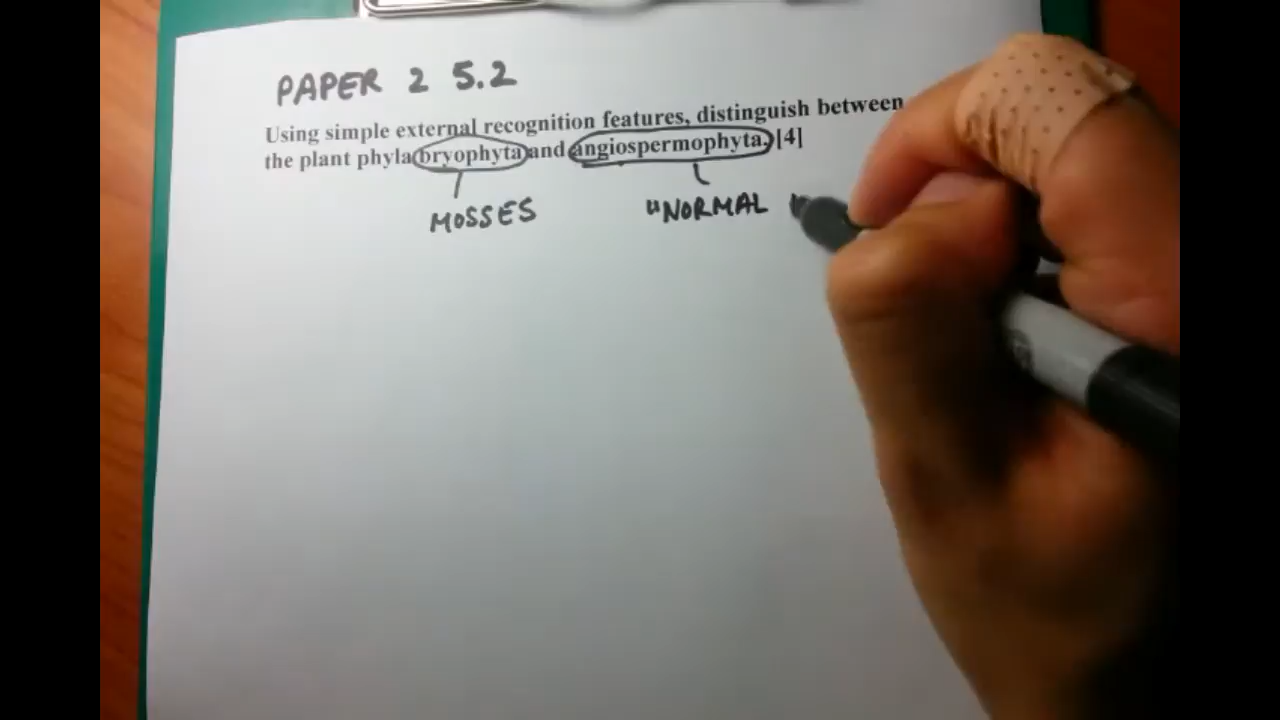 PAPER 2 5.2
Using simple external recognition features, distinguish between
the plant phyla bryophyta and angiospermophyta. [4]
MOSSES "NORMAL